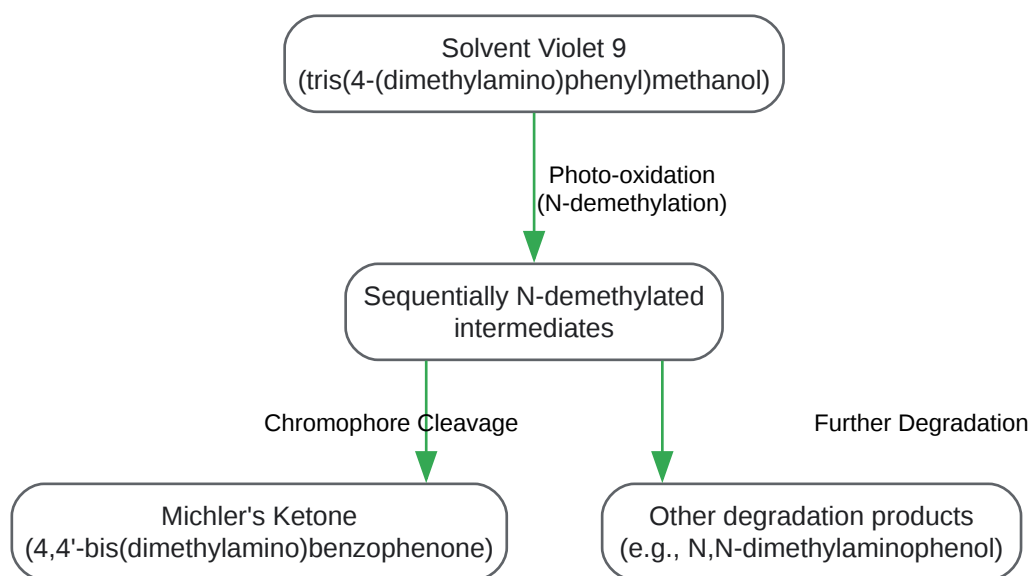 Solvent Violet 9
(tris(4-(dimethylamino)phenyl)methanol)
Photo-oxidation
(N-demethylation)
Sequentially N-demethylated
intermediates
Chromophore Cleavage
Further Degradation
Michler's Ketone
(4,4'-bis(dimethylamino)benzophenone)
Other degradation products
(e.g., N,N-dimethylaminophenol)